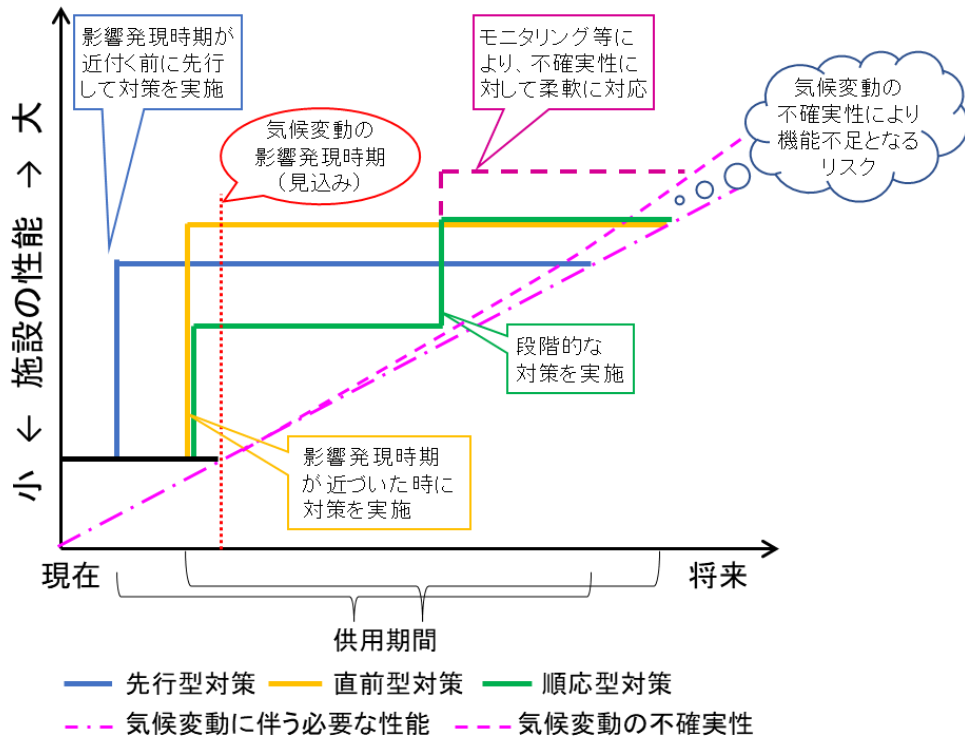 影響発現時期が
近付く前に先行
して対策を実施
モニタリング等に
より、不確実性に
対して柔軟に対応
気候変動の
不確実性により
機能不足となる
リスク
気候変動の
影響発現時期
（見込み）
小 ← 施設の性能 → 大
段階的な
対策を実施
影響発現時期
が近づいた時に
対策を実施
現在
将来
供用期間
先行型対策
直前型対策
順応型対策
気候変動に伴う必要な性能
気候変動の不確実性